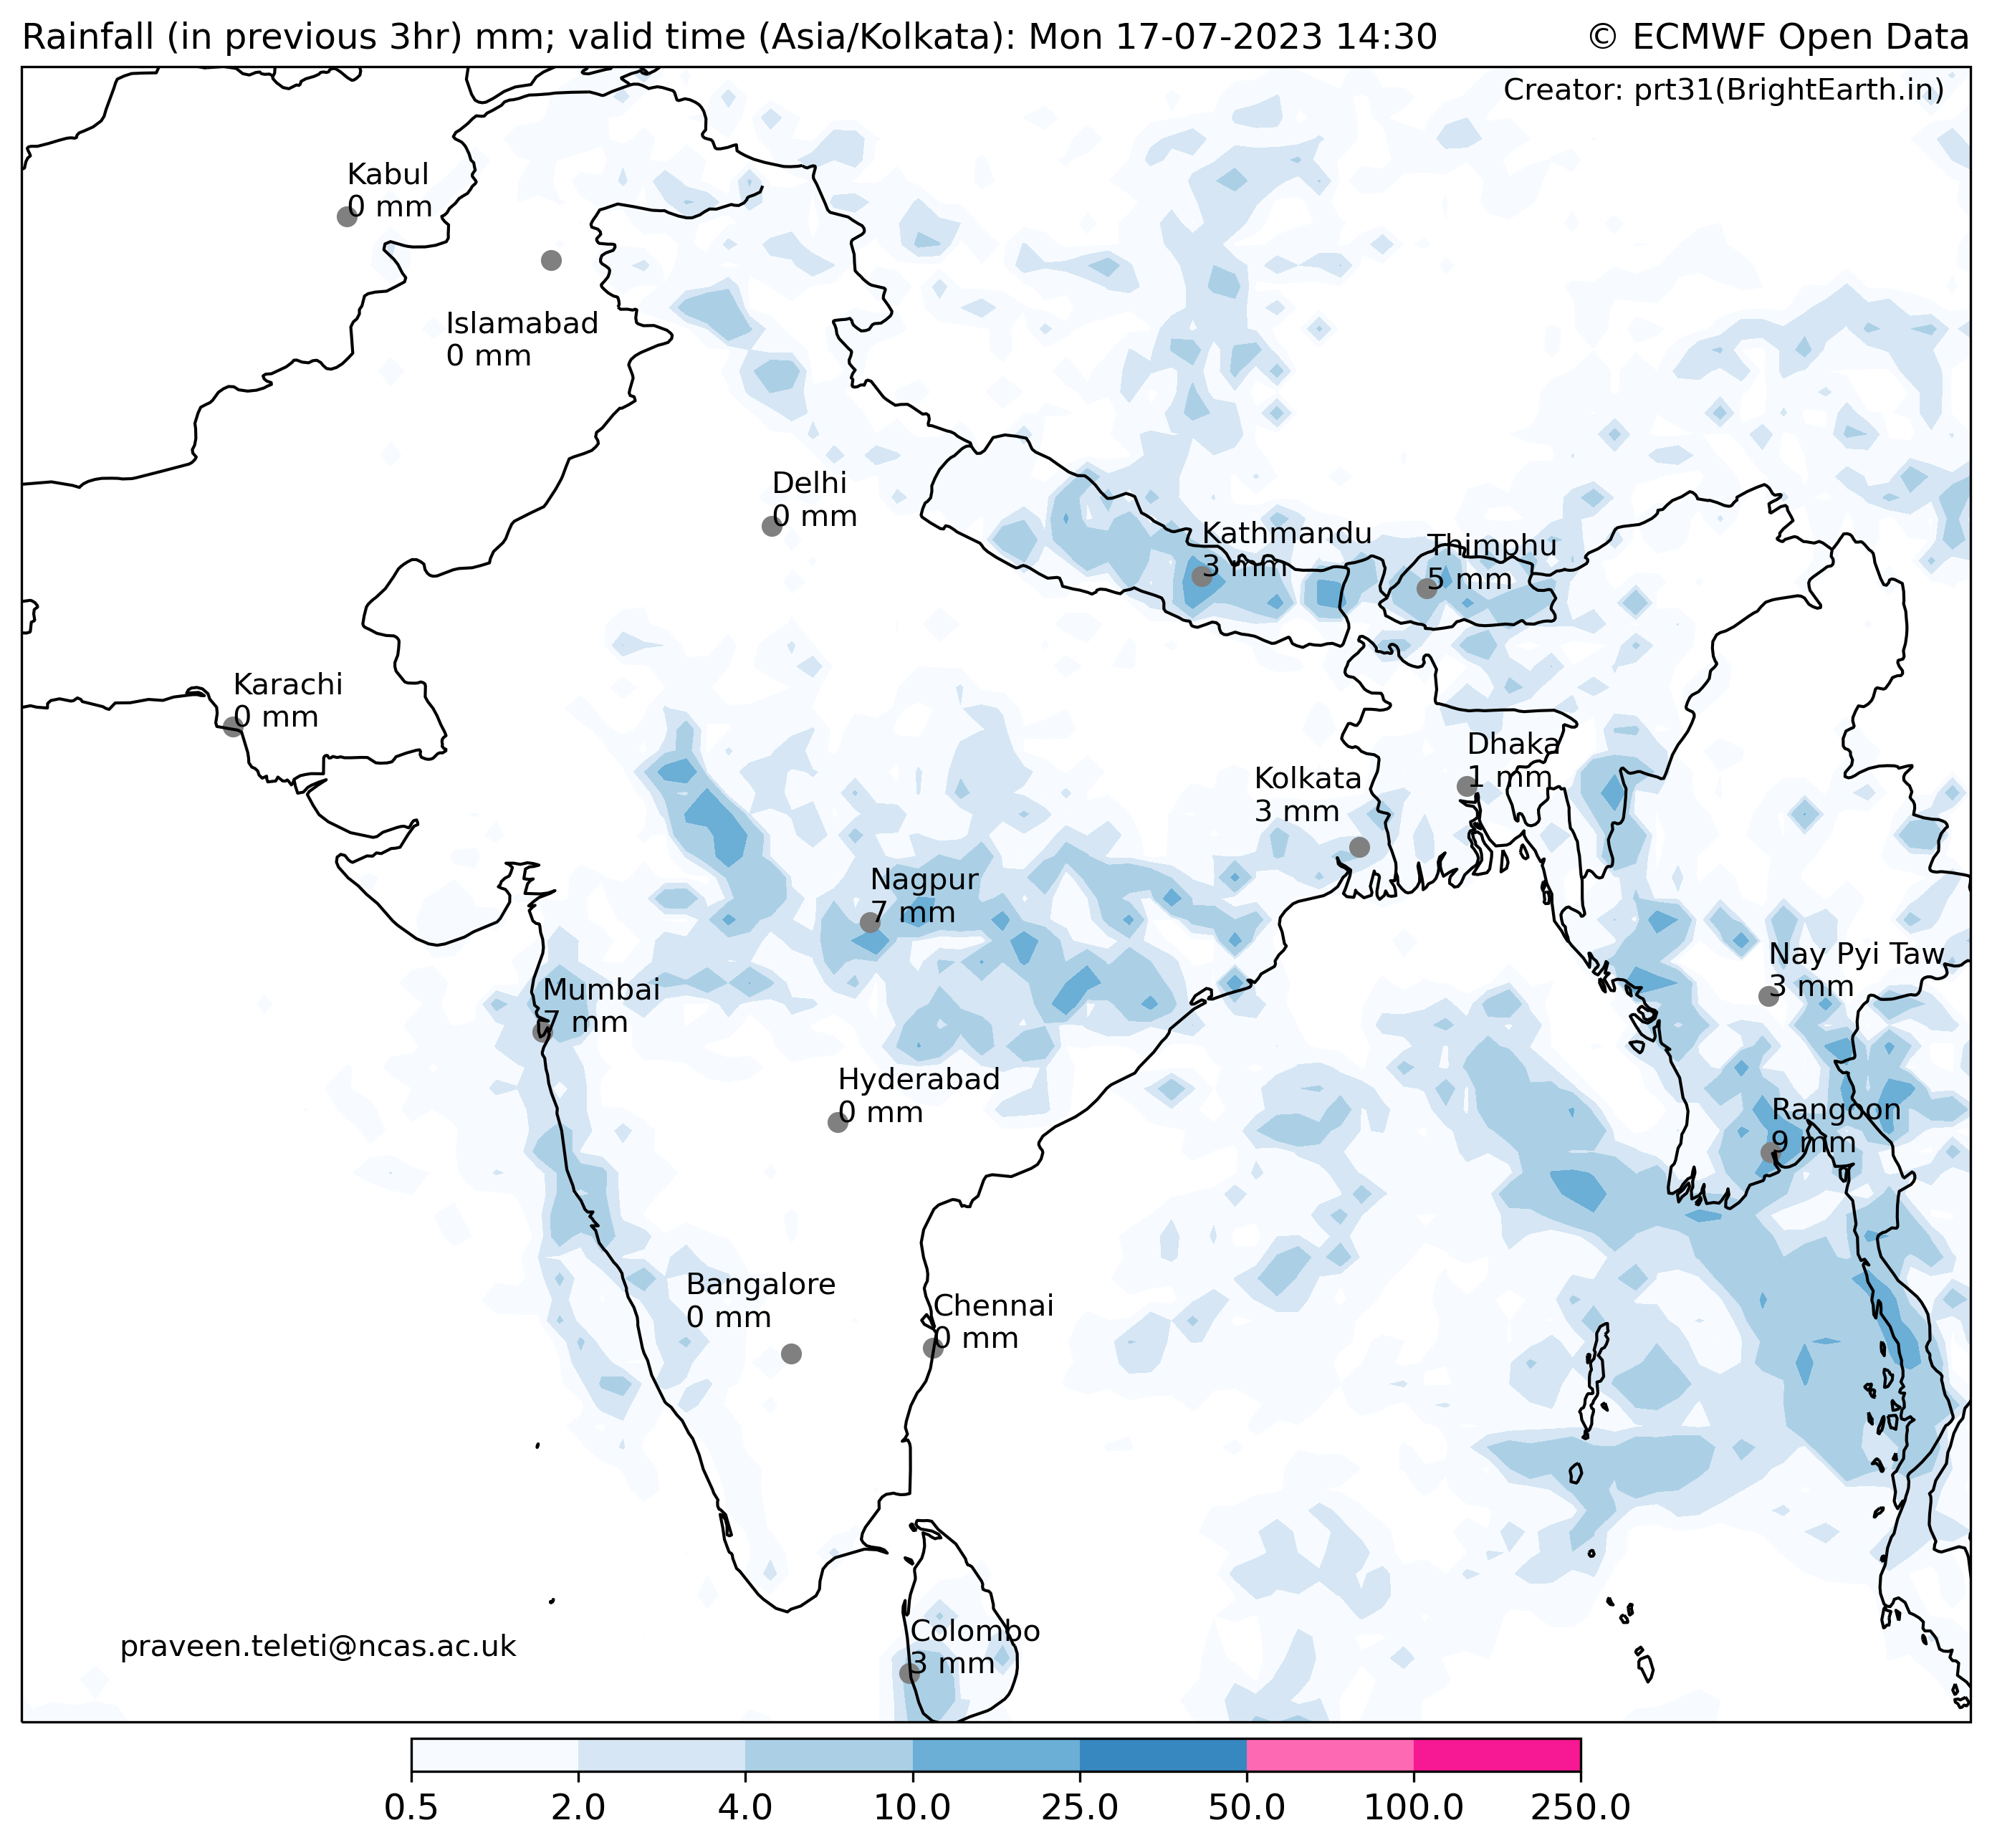 Rainfall (in previous 3hr) mm; valid time (Asia/Kolkata): Mon 17-07-2023 14:30
© ECMWF Open Data
Creator: prt31(BrightEarth.in)
Kabul
0 mm
Islamabad
0 mm
Delhi
0 mm
Kathmandu
3 mm
Thimphu
5 mm
Karachi
0 mm
Dhaka
1 mm
Kolkata
3 mm
Nagpur
7 mm
Nay Pyi Taw
3 mm
Mumbai
7 mm
Hyderabad
0 mm
Rangoon
9 mm
Bangalore
0 mm
Chennai
0 mm
Colombo
3 mm
praveen.teleti@ncas.ac.uk
0.5 2.0 4.0 10.0 25.0 50.0 100.0 250.0